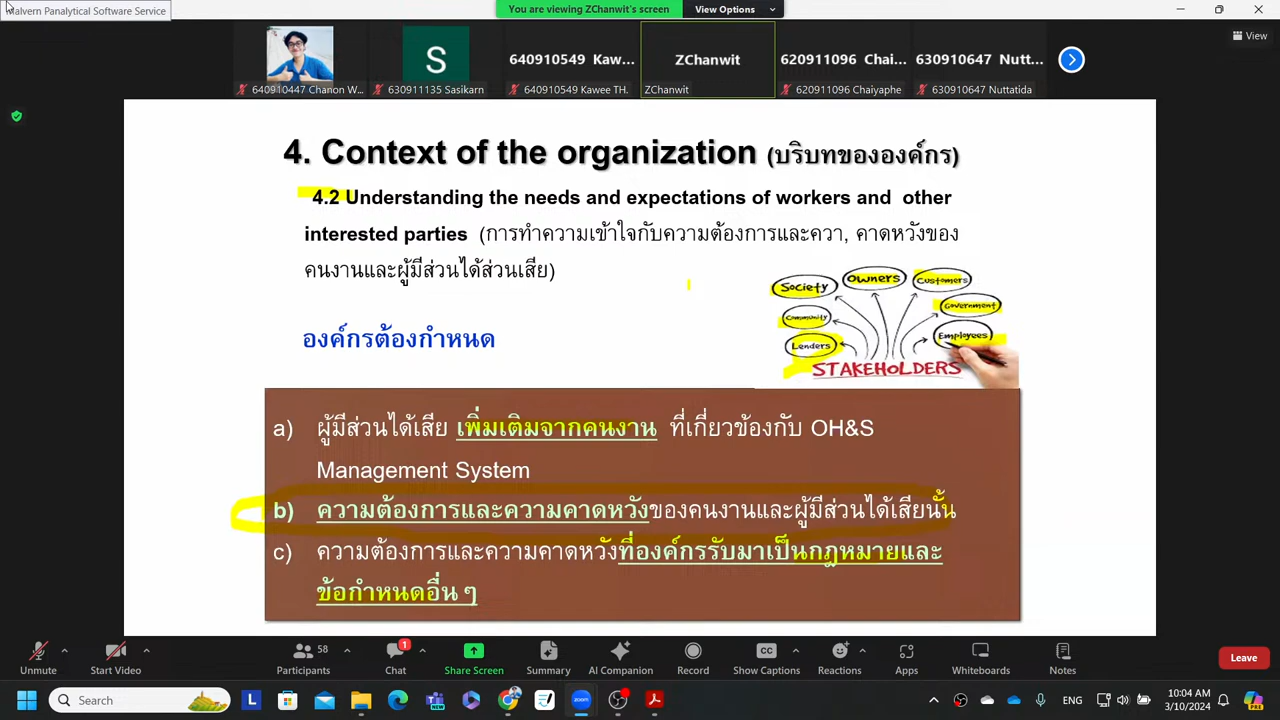 Malvern Panalytical Software Service
You are viewing ZChanwit's screen
View Options
View
S
640910549 Kaw...
ZChanwit
620911096 Chai...
630910647 Nutt...
640910447 Chanon W...
630911135 Sasikarn
640910549 Kawee TH.
ZChanwit
620911096 Chaiyaphe
630910647 Nuttatida
4. Context of the organization (บริบทขององค์กร)
4.2 Understanding the needs and expectations of workers and other
interested parties (การทำความเข้าใจกับความต้องการและควา, คาดหวังของ
คนงานและผู้มีส่วนได้ส่วนเสีย)
Society
Owners
Customers
Community
Government
Lenders
Employees
STAKEHOLDERS
องค์กรต้องกำหนด
a) ผู้มีส่วนได้เสีย เพิ่มเติมจากคนงาน ที่เกี่ยวข้องกับ OH&S
Management System
b) ความต้องการและความคาดหวังของคนงานและผู้มีส่วนได้เสียนั้น
c) ความต้องการและความคาดหวังที่องค์กรรับมาเป็นกฎหมายและ
ข้อกำหนดอื่น ๆ
Unmute
Start Video
58
Participants
1
Chat
Share Screen
Summary
AI Companion
Record
CC
Show Captions
Reactions
Apps
Whiteboards
Notes
Leave
Search
L
zoom
ENG
10:04 AM
3/10/2024